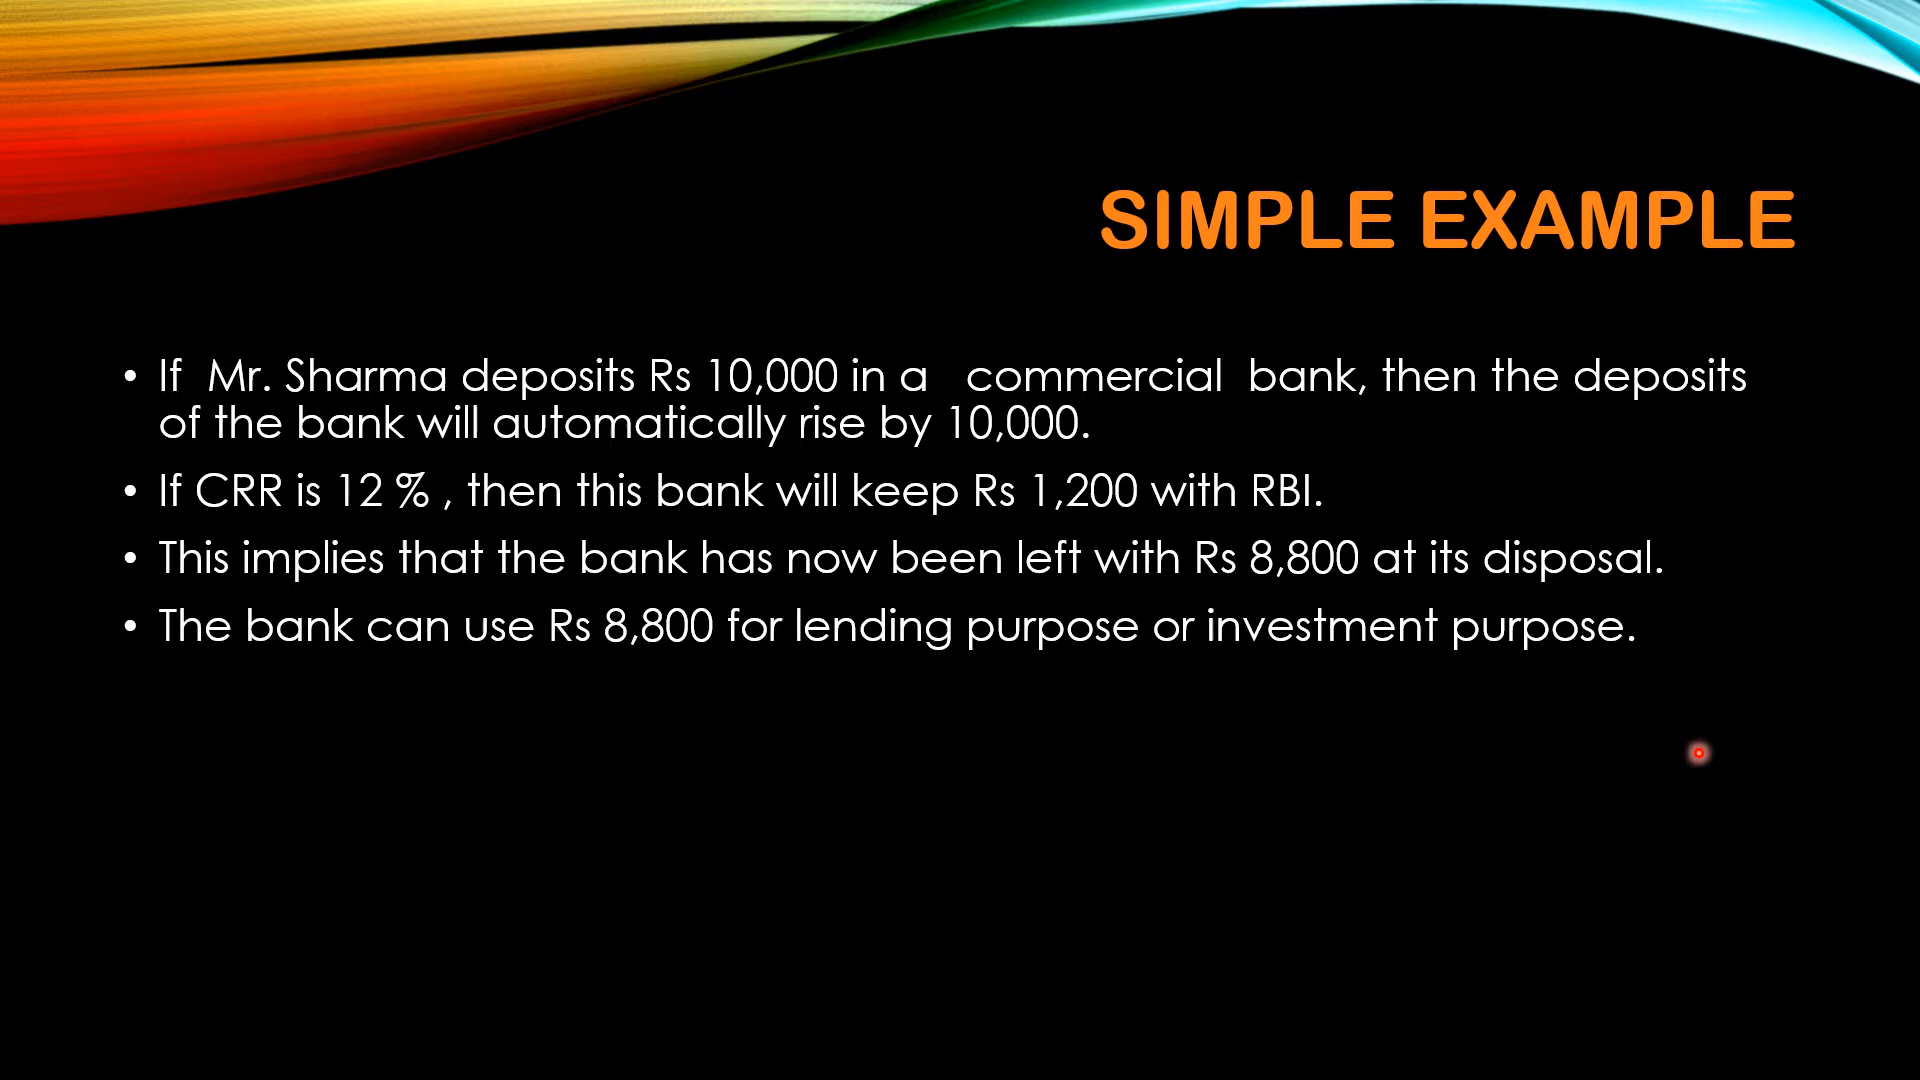 SIMPLE EXAMPLE
• If Mr. Sharma deposits Rs 10,000 in a commercial bank, then the deposits
of the bank will automatically rise by 10,000.
• If CRR is 12 % , then this bank will keep Rs 1,200 with RBI.
• This implies that the bank has now been left with Rs 8,800 at its disposal.
• The bank can use Rs 8,800 for lending purpose or investment purpose.